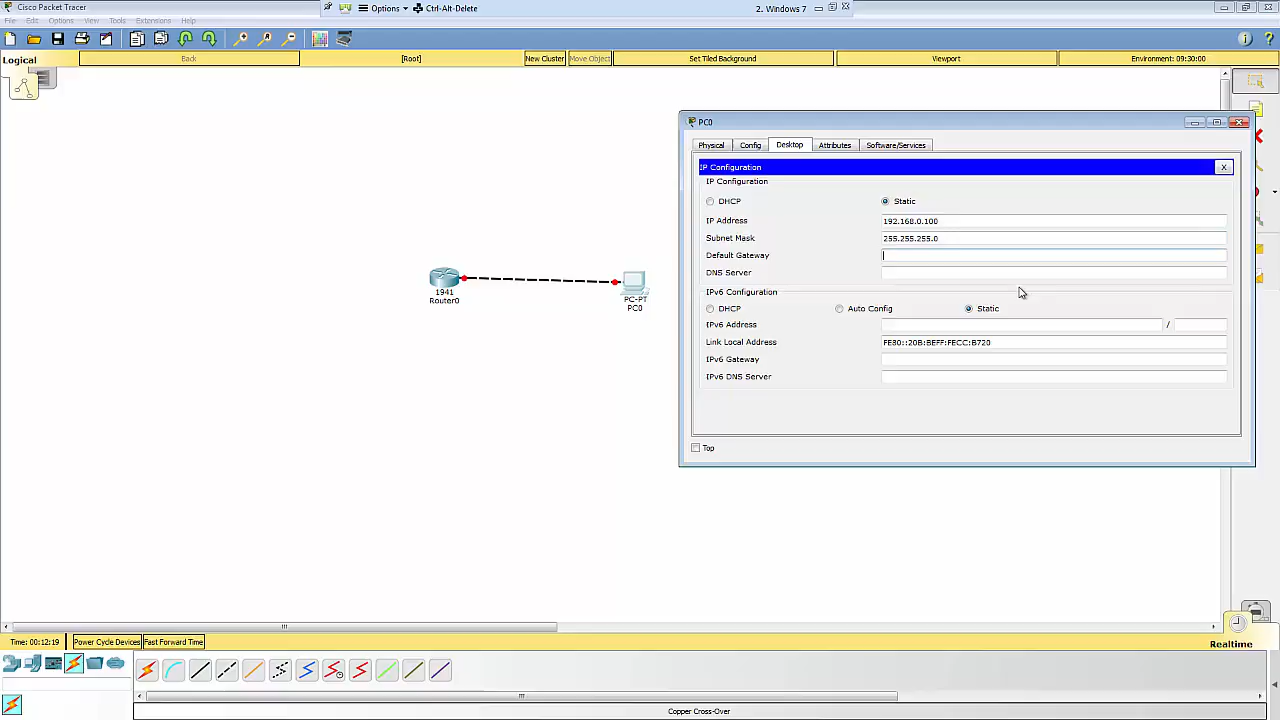 Cisco Packet Tracer
Options
Ctrl-Alt-Delete
2. Windows 7
File Edit Options View Tools Extensions Help
Logical
Back
[Root]
New Cluster
Move Object
Set Tiled Background
Viewport
Environment: 09:30:00
PC0
Physical Config Desktop Attributes Software/Services
IP Configuration
X
IP Configuration
DHCP Static
IP Address 192.168.0.100
Subnet Mask 255.255.255.0
Default Gateway
DNS Server
IPv6 Configuration
DHCP Auto Config Static
IPv6 Address /
Link Local Address FE80::20B:BEFF:FECC:B720
IPv6 Gateway
IPv6 DNS Server
Top
1941
Router0
PC-PT
PC0
Time: 00:12:19 Power Cycle Devices Fast Forward Time
Realtime
Copper Cross-Over